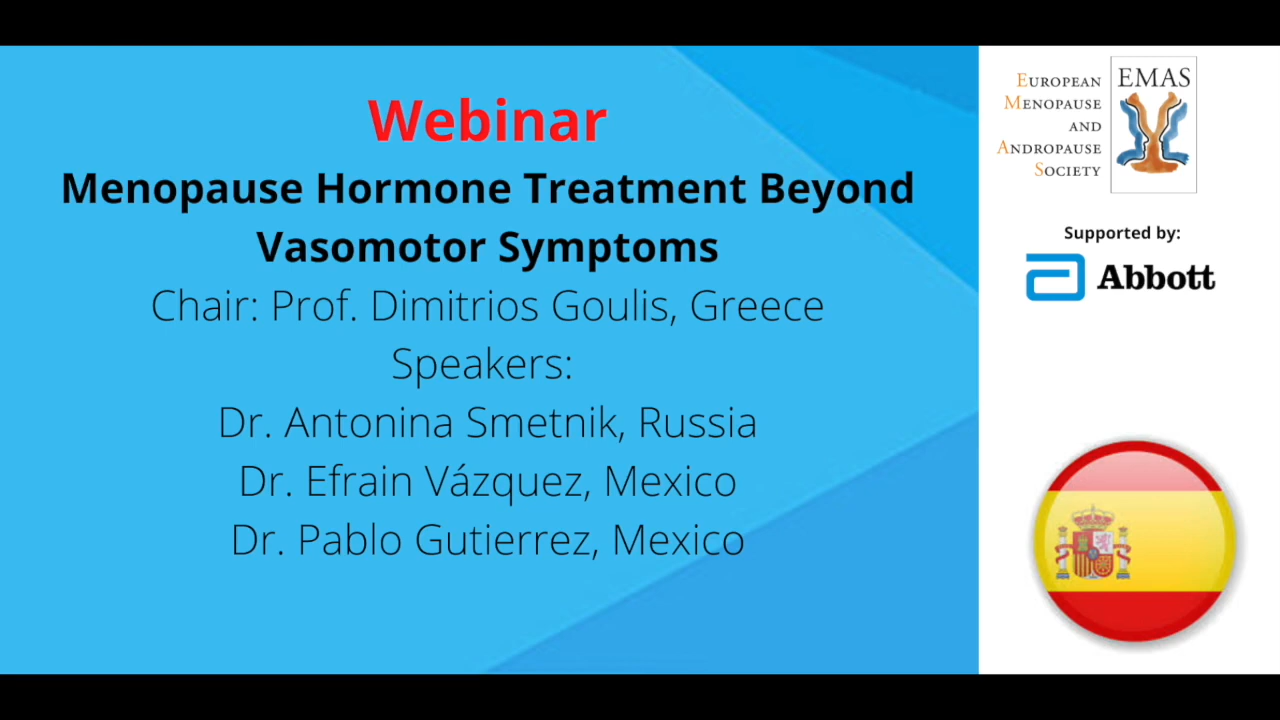 Webinar
Menopause Hormone Treatment Beyond
Vasomotor Symptoms
Chair: Prof. Dimitrios Goulis, Greece
Speakers:
Dr. Antonina Smetnik, Russia
Dr. Efrain Vázquez, Mexico
Dr. Pablo Gutierrez, Mexico
European
Menopause
and
Andropause
Society
EMAS
Supported by:
Abbott